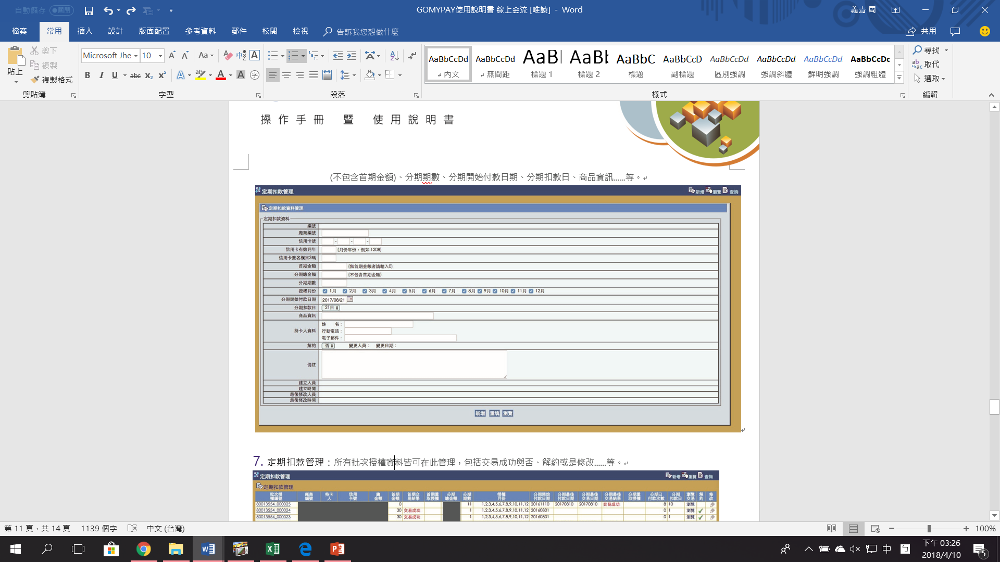 自動儲存 關閉
GOMYPAY使用說明書 線上金流 [唯讀] - Word
義青 周
檔案 常用 插入 設計 版面配置 參考資料 郵件 校閱 檢視 告訴我您想做什麼
共用
貼上
剪下
複製
複製格式
剪貼簿
Microsoft Jhe 10
字型
段落
AaBbCcDd AaBbCcDd AaBl AaBb AaBbC AaBbCcD AaBbCcDd AaBbCcDd AaBbCcDd AaBbCcDc
內文 無間距 標題 1 標題 2 標題 副標題 區別強調 強調斜體 鮮明強調 強調粗體
樣式
尋找
取代
選取
編輯
操作手冊 暨 使用說明書
(不包含首期金額)、分期期數、分期開始付款日期、分期扣款日、商品資訊......等。
定期扣款管理 新增 瀏覽 查詢
定期扣款資料管理
定期扣款資料
編號
廠商編號
信用卡號 - - -
信用卡有效月年 (月份年份,例如:1208)
信用卡簽名欄末3碼
首期金額 (無首期金額者請輸入0)
分期總金額 (不包含首期金額)
分期期數
授權月份 1月 2月 3月 4月 5月 6月 7月 8月 9月 10月 11月 12月
分期開始付款日期 2017/08/21
分期扣款日 21日
商品資訊
持卡人資料 姓 名:
行動電話:
電子郵件:
解約 否 變更人員: 變更日期:
備註
建立人員
建立時間
最後修改人員
最後修改時間
新增 重填 瀏覽
7. 定期扣款管理:所有批次授權資料皆可在此管理,包括交易成功與否、解約或是修改......等。
定期扣款管理 新增 瀏覽 查詢
定期扣款管理
批次授權編號 廠商編號 持卡人 信用卡號 總金額 首期金額 首期交易結果 首期重取授權 分期總金額 分期期數 授權月份 分期開始付款日期 分期最後付款日期 分期最後交易日期 分期最後交易結果 分期重取授權 分期已付款次數 分期扣款日 瀏覽交易 解約 修改
80013554_000025 0 11 1,2,3,4,5,6,7,8,9,10,11,12 20161110 20170810 20170810 交易成功 8 10 瀏覽
80013554_000024 30 交易成功 1 1,2,3,4,5,6,7,8,9,10,11,12 20160801 0 1 瀏覽
80013554_000023 30 交易成功 1 1,2,3,4,5,6,7,8,9,10,11,12 20160801 0 1 瀏覽
第 11 頁,共 14 頁 1139 個字 中文 (台灣) 100%
中
下午 03:26
2018/4/10
5